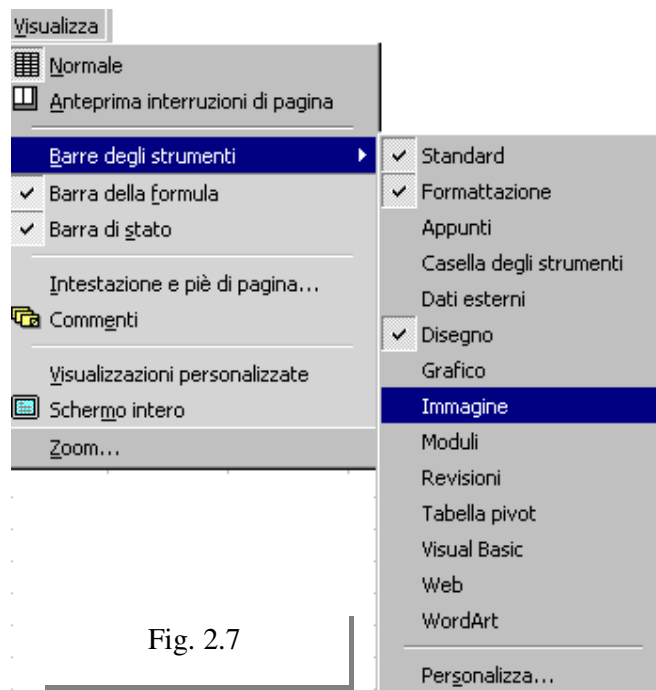 Visualizza
Normale
Anteprima interruzioni di pagina
Barre degli strumenti
Barra della formula
Barra di stato
Intestazione e piè di pagina...
Commenti
Visualizzazioni personalizzate
Schermo intero
Zoom...
Standard
Formattazione
Appunti
Casella degli strumenti
Dati esterni
Disegno
Grafico
Immagine
Moduli
Revisioni
Tabella pivot
Visual Basic
Web
WordArt
Personalizza...
Fig. 2.7